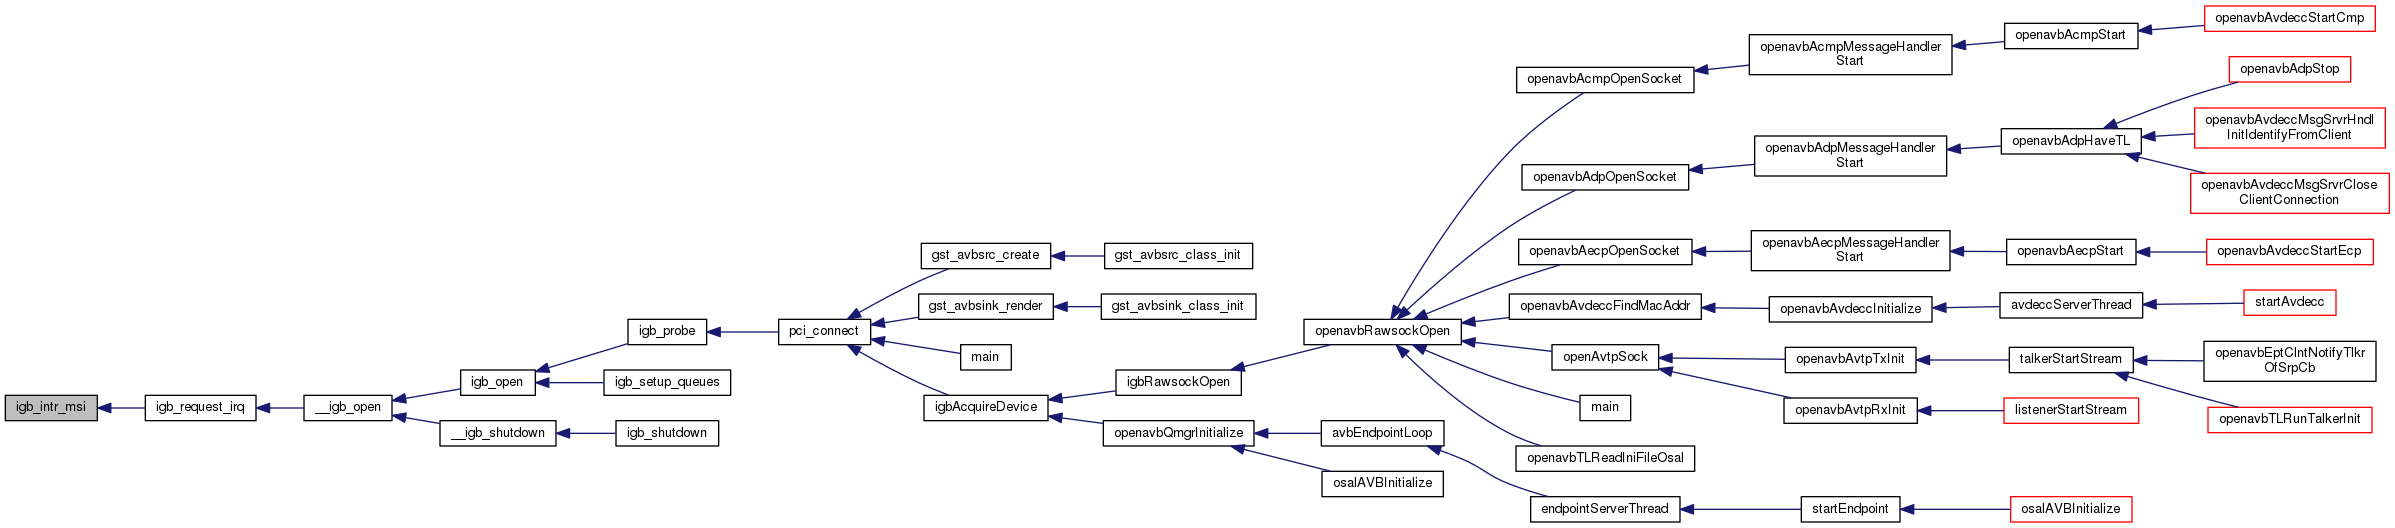 igb_intr_msi
igb_request_irq
__igb_open
igb_open
__igb_shutdown
igb_probe
igb_setup_queues
igb_shutdown
pci_connect
gst_avbsrc_create
gst_avbsink_render
main
igbAcquireDevice
gst_avbsrc_class_init
gst_avbsink_class_init
igbRawsockOpen
openavbQmgrInitialize
openavbRawsockOpen
avbEndpointLoop
osalAVBInitialize
openavbAcmpOpenSocket
openavbAdpOpenSocket
openavbAecpOpenSocket
openavbAvdeccFindMacAddr
openAvtpSock
main
openavbTLReadIniFileOsal
endpointServerThread
openavbAcmpMessageHandler
Start
openavbAdpMessageHandler
Start
openavbAecpMessageHandler
Start
openavbAvdeccInitialize
openavbAvtpTxInit
openavbAvtpRxInit
startEndpoint
openavbAcmpStart
openavbAdpHaveTL
openavbAecpStart
avdeccServerThread
talkerStartStream
listenerStartStream
osalAVBInitialize
openavbAvdeccStartCmp
openavbAdpStop
openavbAvdeccMsgSrvrHndl
InitIdentifyFromClient
openavbAvdeccMsgSrvrClose
ClientConnection
openavbAvdeccStartEcp
startAvdecc
openavbEptClntNotifyTlkr
OfSrpCb
openavbTLRunTalkerInit